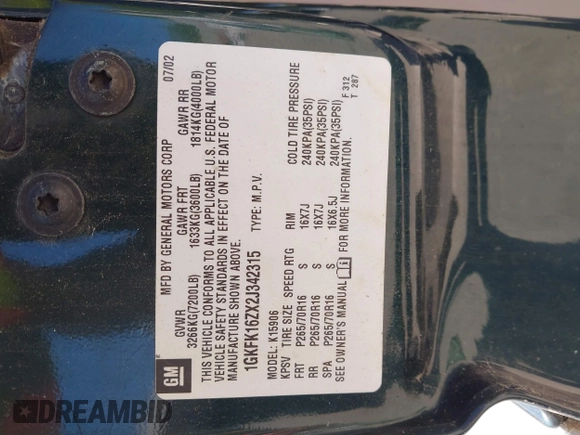 MFD BY GENERAL MOTORS CORP 07/02
GVWR GAWR FRT GAWR RR
3266KG(7200LB) 1633KG(3600LB) 1814KG(4000LB)
THIS VEHICLE CONFORMS TO ALL APPLICABLE U.S. FEDERAL MOTOR
VEHICLE SAFETY STANDARDS IN EFFECT ON THE DATE OF
MANUFACTURE SHOWN ABOVE.
1GKFK16ZX2J342315 TYPE: M.P.V.
MODEL: K15906
KPSV TIRE SIZE SPEED RTG RIM COLD TIRE PRESSURE
FRT P265/70R16 S 16X7J 240KPA(35PSI)
RR P265/70R16 S 16X7J 240KPA(35PSI)
SPA P265/70R16 S 16X6.5J 240KPA(35PSI)
SEE OWNER'S MANUAL i FOR MORE INFORMATION.
F 312
T 287
GM
DREAMBID